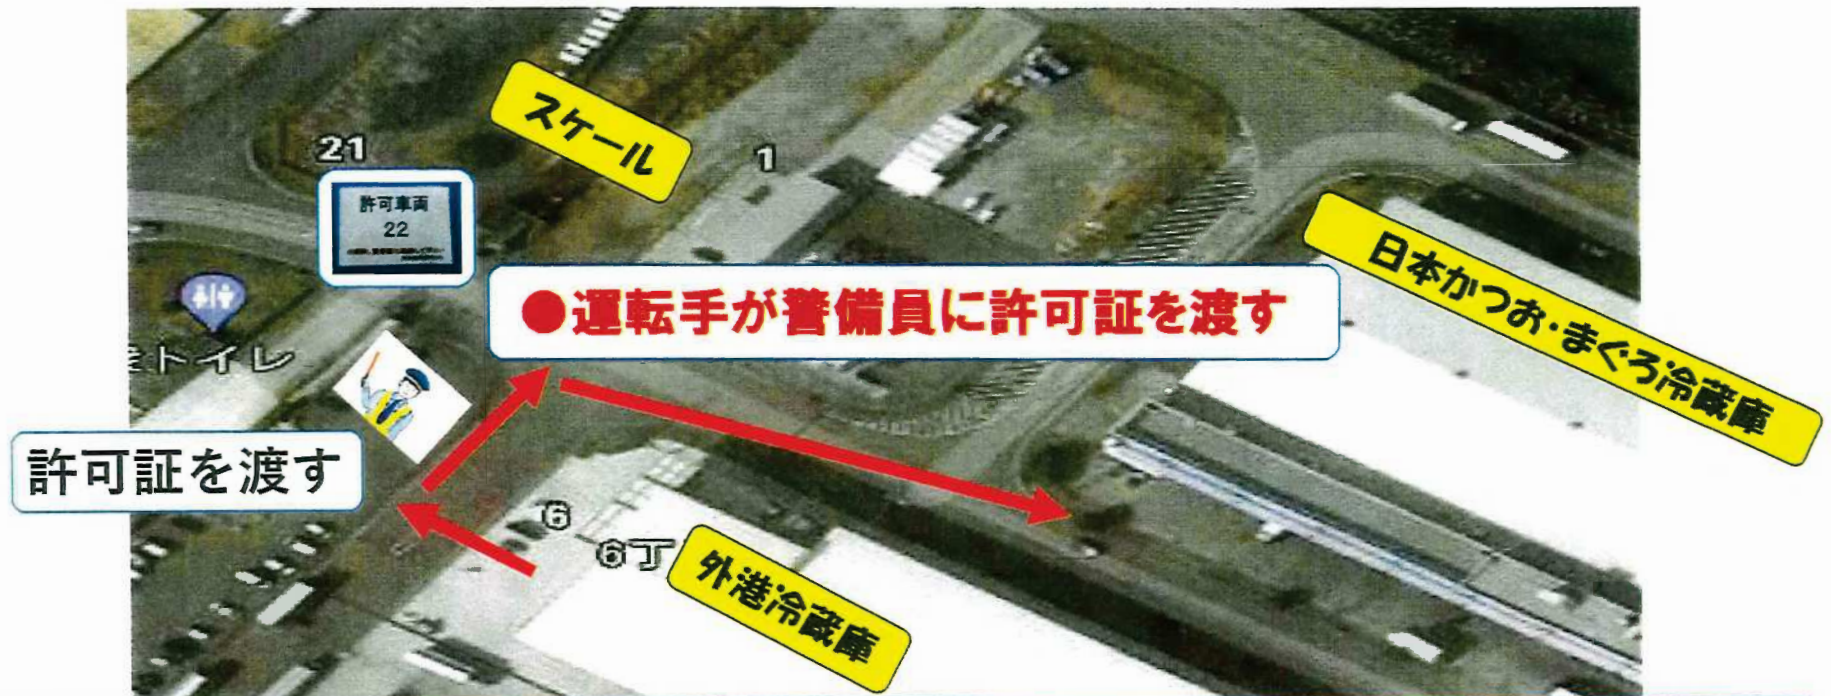 スケール
21
1
許可車両
22
日本かつお・まぐろ冷蔵庫
●運転手が警備員に許可証を渡す
トイレ
許可証を渡す
6
6丁
外港冷蔵庫